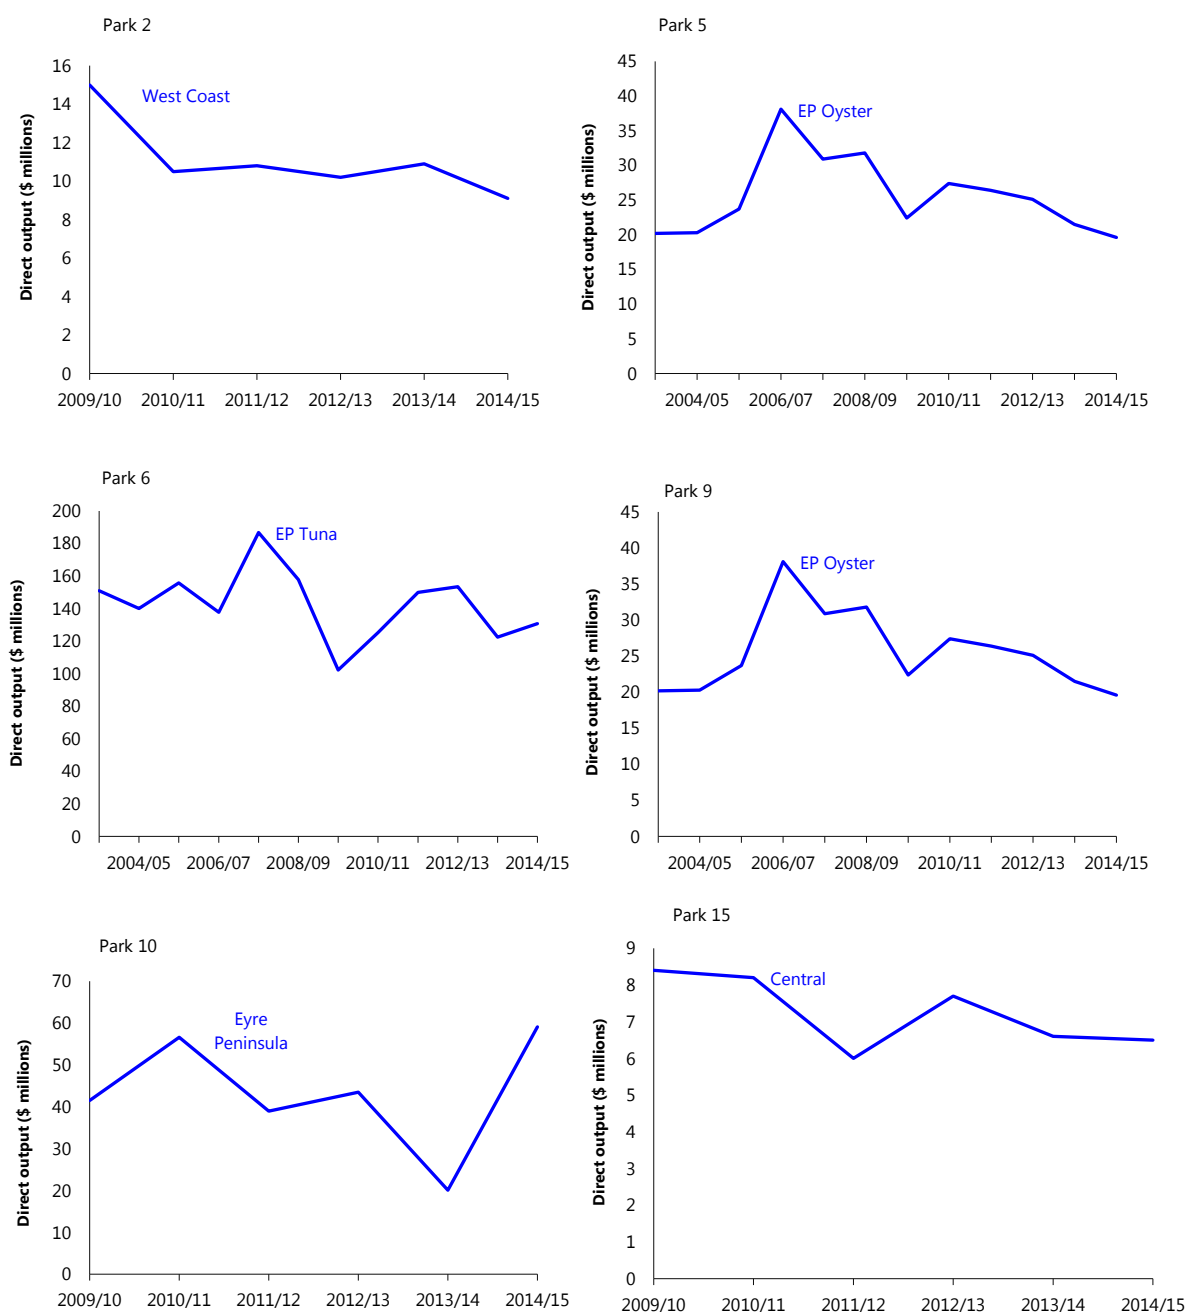 Park 2
16
14
12
10
8
6
4
2
0
Direct output ($ millions)
West Coast
2009/10 2010/11 2011/12 2012/13 2013/14 2014/15
Park 5
45
40
35
30
25
20
15
10
5
0
Direct output ($ millions)
EP Oyster
2004/05 2006/07 2008/09 2010/11 2012/13 2014/15
Park 6
200
180
160
140
120
100
80
60
40
20
0
Direct output ($ millions)
EP Tuna
2004/05 2006/07 2008/09 2010/11 2012/13 2014/15
Park 9
45
40
35
30
25
20
15
10
5
0
Direct output ($ millions)
EP Oyster
2004/05 2006/07 2008/09 2010/11 2012/13 2014/15
Park 10
70
60
50
40
30
20
10
0
Direct output ($ millions)
Eyre
Peninsula
2009/10 2010/11 2011/12 2012/13 2013/14 2014/15
Park 15
9
8
7
6
5
4
3
2
1
0
Direct output ($ millions)
Central
2009/10 2010/11 2011/12 2012/13 2013/14 2014/15